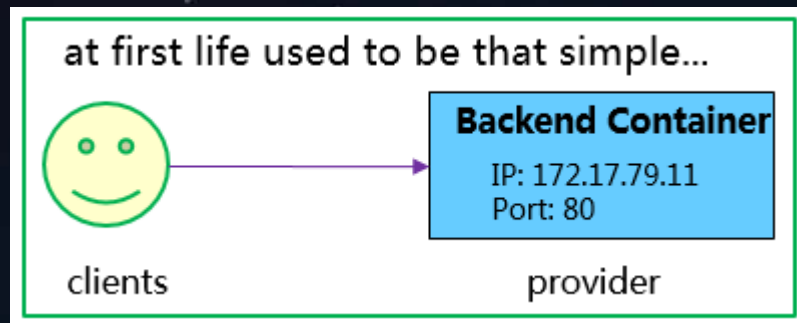 at first life used to be that simple...
Backend Container
IP: 172.17.79.11
Port: 80
clients
provider